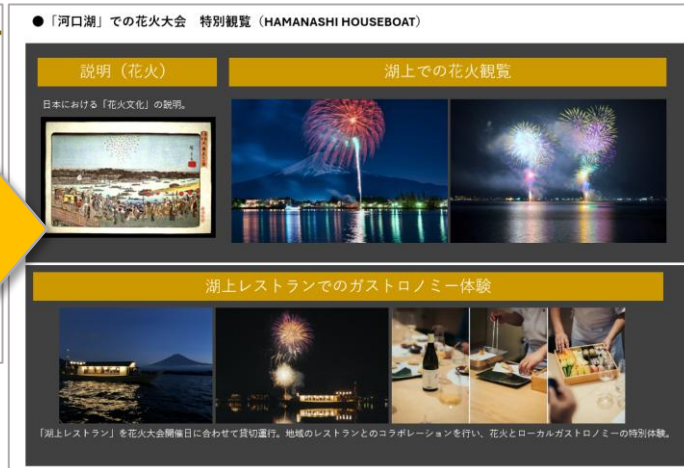 ●「河口湖」での花火大会　特別観覧（HAMANASHI HOUSEBOAT）
説明（花火）
湖上での花火観覧
日本における「花火文化」の説明。
湖上レストランでのガストロノミー体験
「湖上レストラン」を花火大会開催日に合わせて貸切運行。地域のレストランとのコラボレーションを行い、花火とローカルガストロノミーの特別体験。